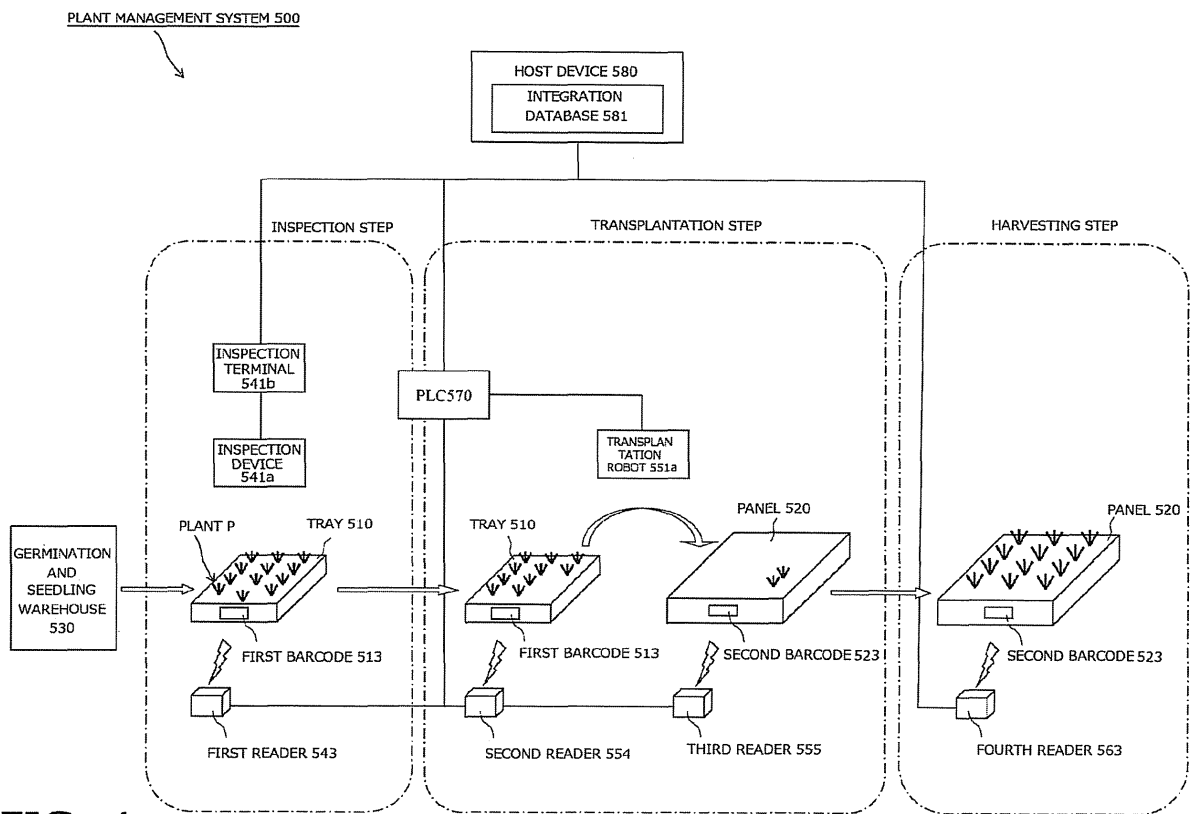 PLANT MANAGEMENT SYSTEM 500
HOST DEVICE 580
INTEGRATION
DATABASE 581
INSPECTION STEP
TRANSPLANTATION STEP
HARVESTING STEP
INSPECTION
TERMINAL
541b
PLC570
INSPECTION
DEVICE
541a
TRANSPLAN
TATION
ROBOT 551a
GERMINATION
AND
SEEDLING
WAREHOUSE
530
PLANT P
TRAY 510
TRAY 510
PANEL 520
PANEL 520
FIRST BARCODE 513
FIRST BARCODE 513
SECOND BARCODE 523
SECOND BARCODE 523
FIRST READER 543
SECOND READER 554
THIRD READER 555
FOURTH READER 563